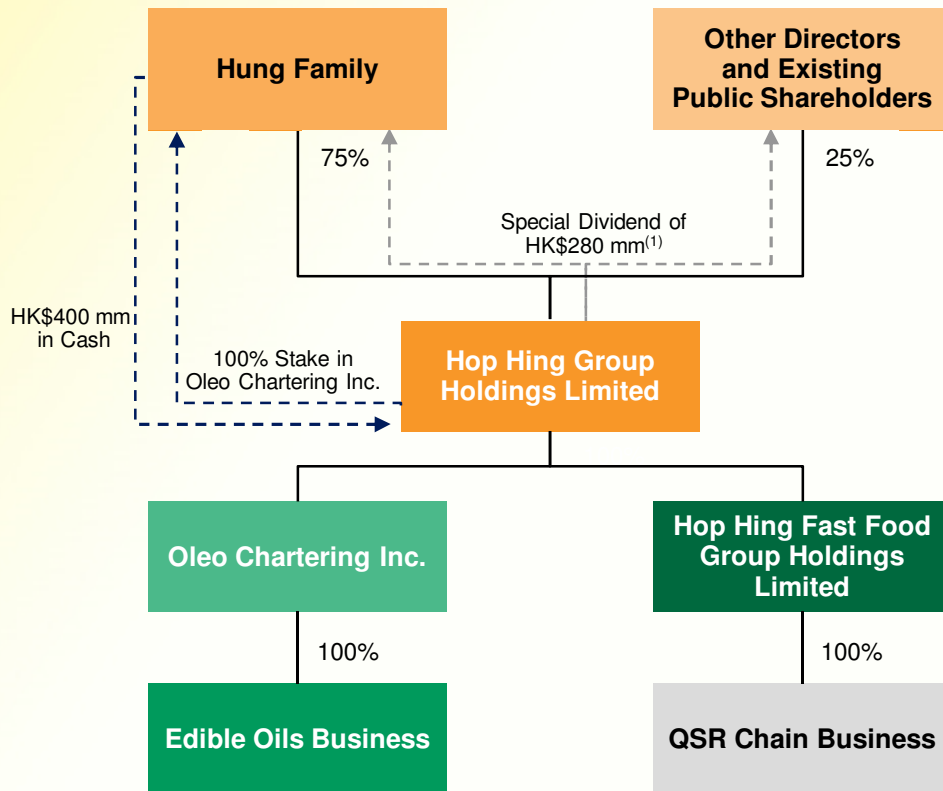 Hung Family
Other Directors
and Existing
Public Shareholders
75%
25%
Special Dividend of
HK$280 mm(1)
HK$400 mm
in Cash
100% Stake in
Oleo Chartering Inc.
Hop Hing Group
Holdings Limited
Oleo Chartering Inc.
Hop Hing Fast Food
Group Holdings
Limited
100%
100%
Edible Oils Business
QSR Chain Business